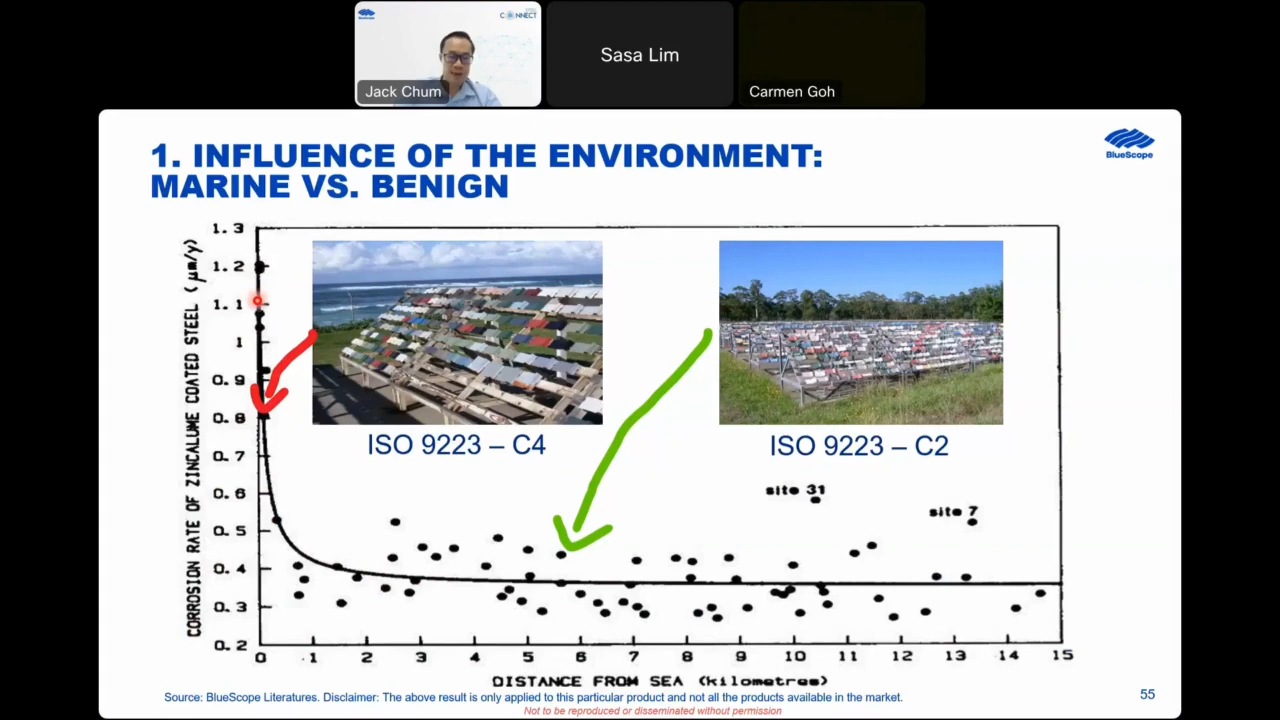 BlueScope
CONNECT
Jack Chum
Sasa Lim
Carmen Goh
1. INFLUENCE OF THE ENVIRONMENT:
MARINE VS. BENIGN
BlueScope
CORROSION RATE OF ZINCALUME COATED STEEL (µm/y)
1.3
1.2
1.1
1
0.9
0.8
0.7
0.6
0.5
0.4
0.3
0.2
ISO 9223 – C4
ISO 9223 – C2
site 31
site 7
0 1 2 3 4 5 6 7 8 9 10 11 12 13 14 15
DISTANCE FROM SEA (kilometres)
Source: BlueScope Literatures. Disclaimer: The above result is only applied to this particular product and not all the products available in the market.
55
Not to be reproduced or disseminated without permission